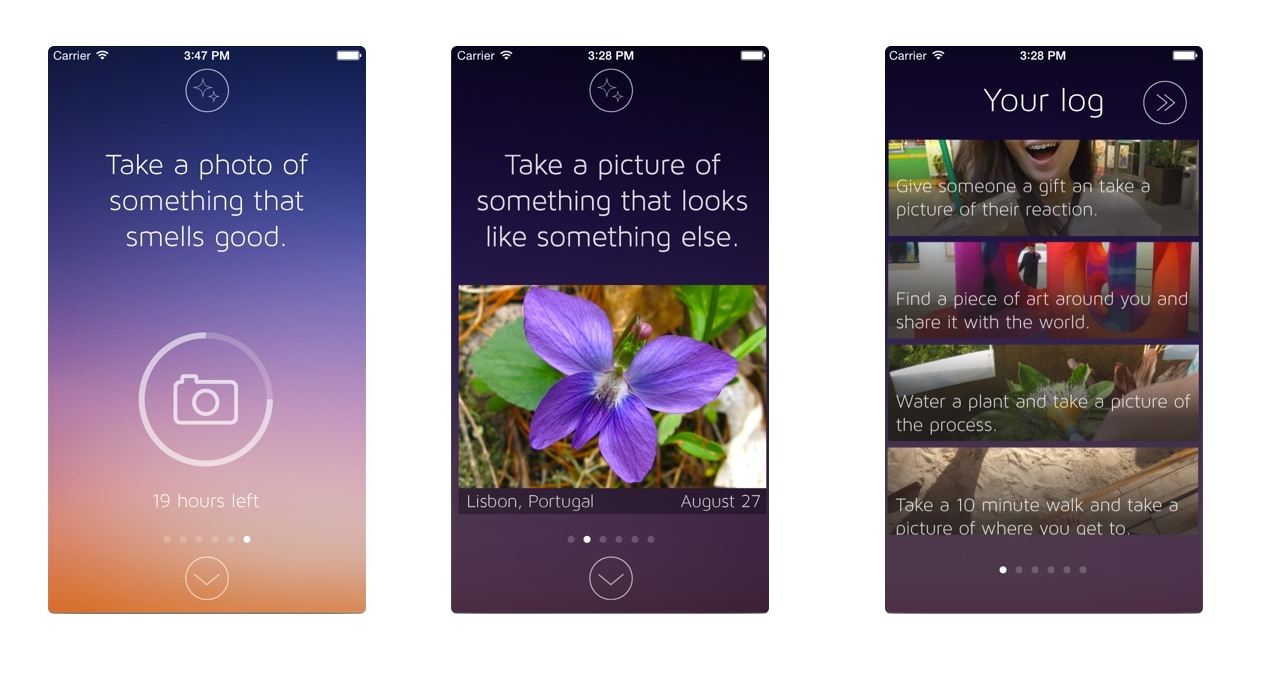 Carrier 3:47 PM
Take a photo of
something that
smells good.
19 hours left
Carrier 3:28 PM
Take a picture of
something that looks
like something else.
Lisbon, Portugal August 27
Carrier 3:28 PM
Your log
Give someone a gift an take a
picture of their reaction.
Find a piece of art around you and
share it with the world.
Water a plant and take a picture of
the process.
Take a 10 minute walk and take a
picture of where you get to.